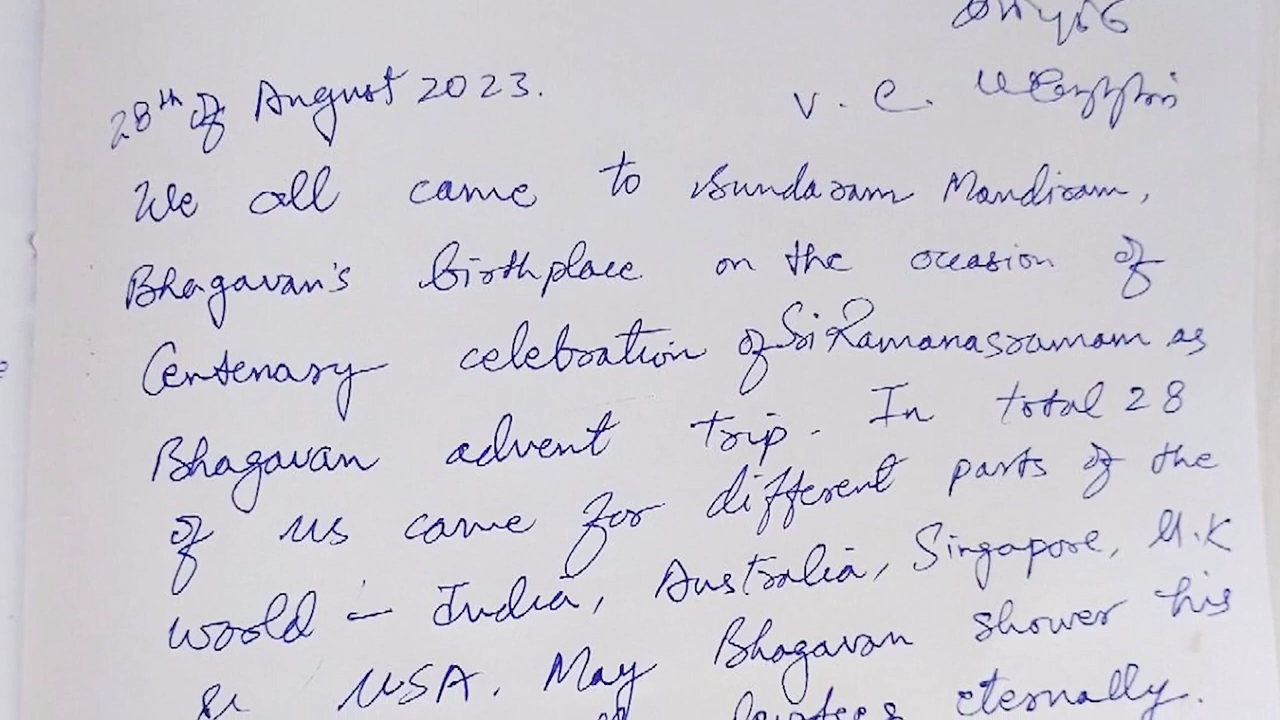 28th of August 2023.
V. C.
We all came to Sundaram Mandiram,
Bhagavan's birthplace on the occasion of
Centenary celebration of Sri Ramanasramam as
Bhagavan advent trip. In total 28
of us came for different parts of the
world - India, Australia, Singapore, U.K
& USA. May Bhagavan shower his
eternally.